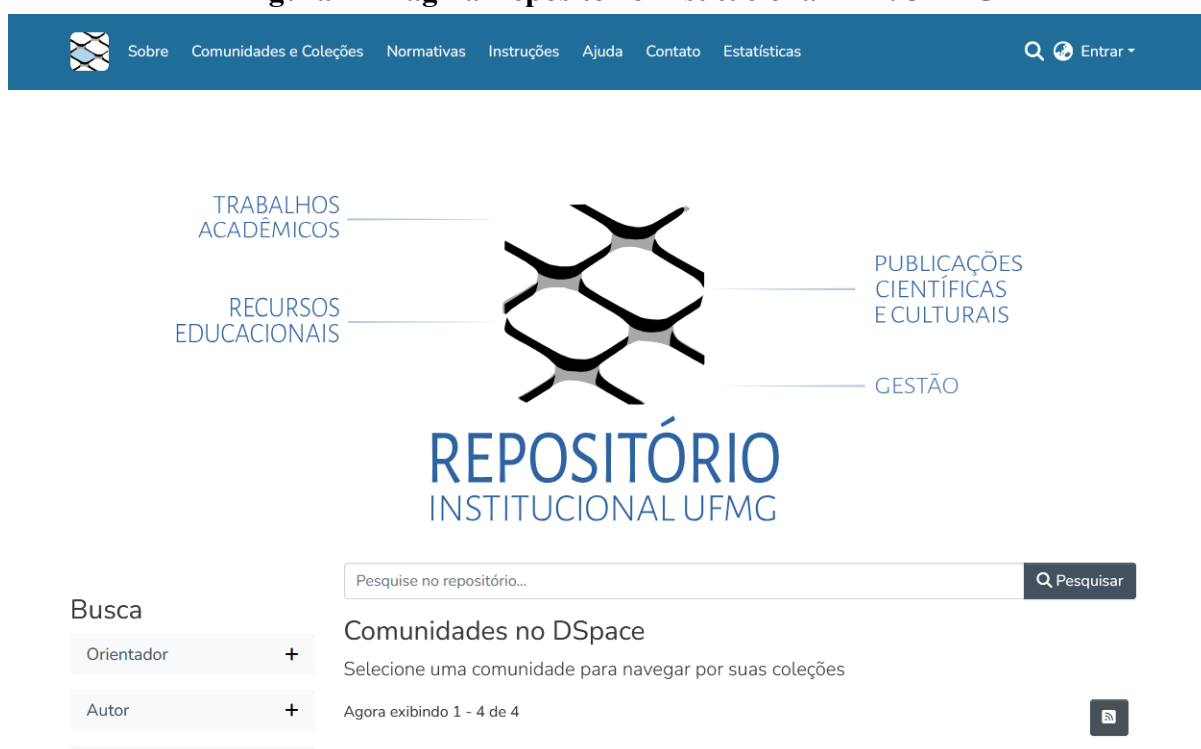 Sobre Comunidades e Coleções Normativas Instruções Ajuda Contato Estatísticas Entrar
TRABALHOS
ACADÊMICOS
RECURSOS
EDUCACIONAIS
PUBLICAÇÕES
CIENTÍFICAS
E CULTURAIS
GESTÃO
REPOSITÓRIO
INSTITUCIONAL UFMG
Pesquise no repositório... Pesquisar
Busca
Orientador +
Autor +
Comunidades no DSpace
Selecione uma comunidade para navegar por suas coleções
Agora exibindo 1 - 4 de 4